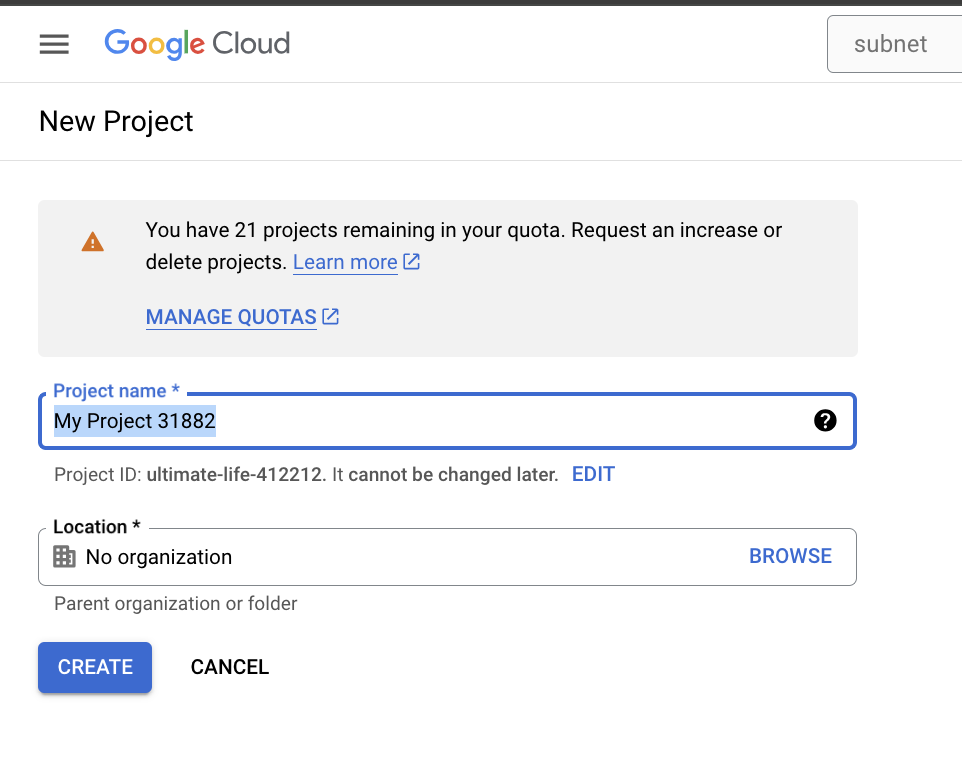 Google Cloud
subnet
New Project
You have 21 projects remaining in your quota. Request an increase or
delete projects. Learn more
MANAGE QUOTAS
Project name *
My Project 31882
Project ID: ultimate-life-412212. It cannot be changed later. EDIT
Location *
No organization BROWSE
Parent organization or folder
CREATE CANCEL